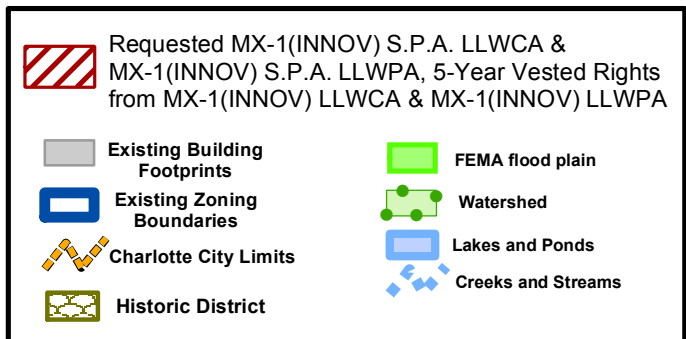 Requested MX-1(INNOV) S.P.A. LLWCA &
MX-1(INNOV) S.P.A. LLWPA, 5-Year Vested Rights
from MX-1(INNOV) LLWCA & MX-1(INNOV) LLWPA
Existing Building
Footprints
Existing Zoning
Boundaries
Charlotte City Limits
Historic District
FEMA flood plain
Watershed
Lakes and Ponds
Creeks and Streams